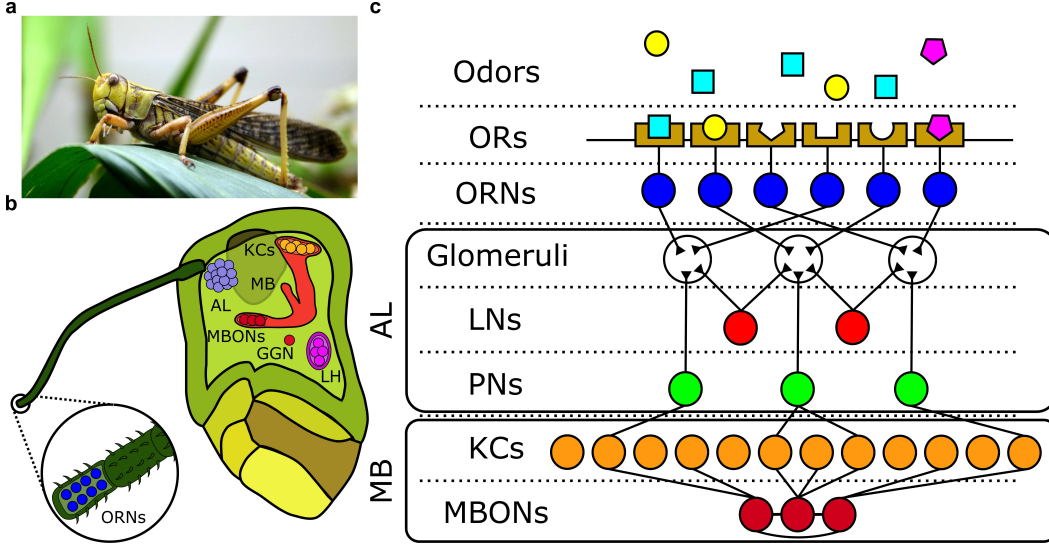 a
b
KCs
MB
AL
MBONs
GGN
LH
ORNs
c
Odors
ORs
ORNs
Glomeruli
LNs
PNs
AL
KCs
MBONs
MB